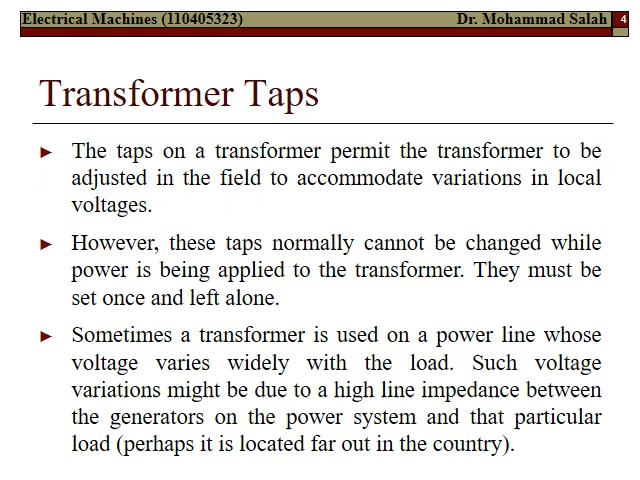 Electrical Machines (110405323) Dr. Mohammad Salah 4
Transformer Taps
► The taps on a transformer permit the transformer to be
adjusted in the field to accommodate variations in local
voltages.
► However, these taps normally cannot be changed while
power is being applied to the transformer. They must be
set once and left alone.
► Sometimes a transformer is used on a power line whose
voltage varies widely with the load. Such voltage
variations might be due to a high line impedance between
the generators on the power system and that particular
load (perhaps it is located far out in the country).